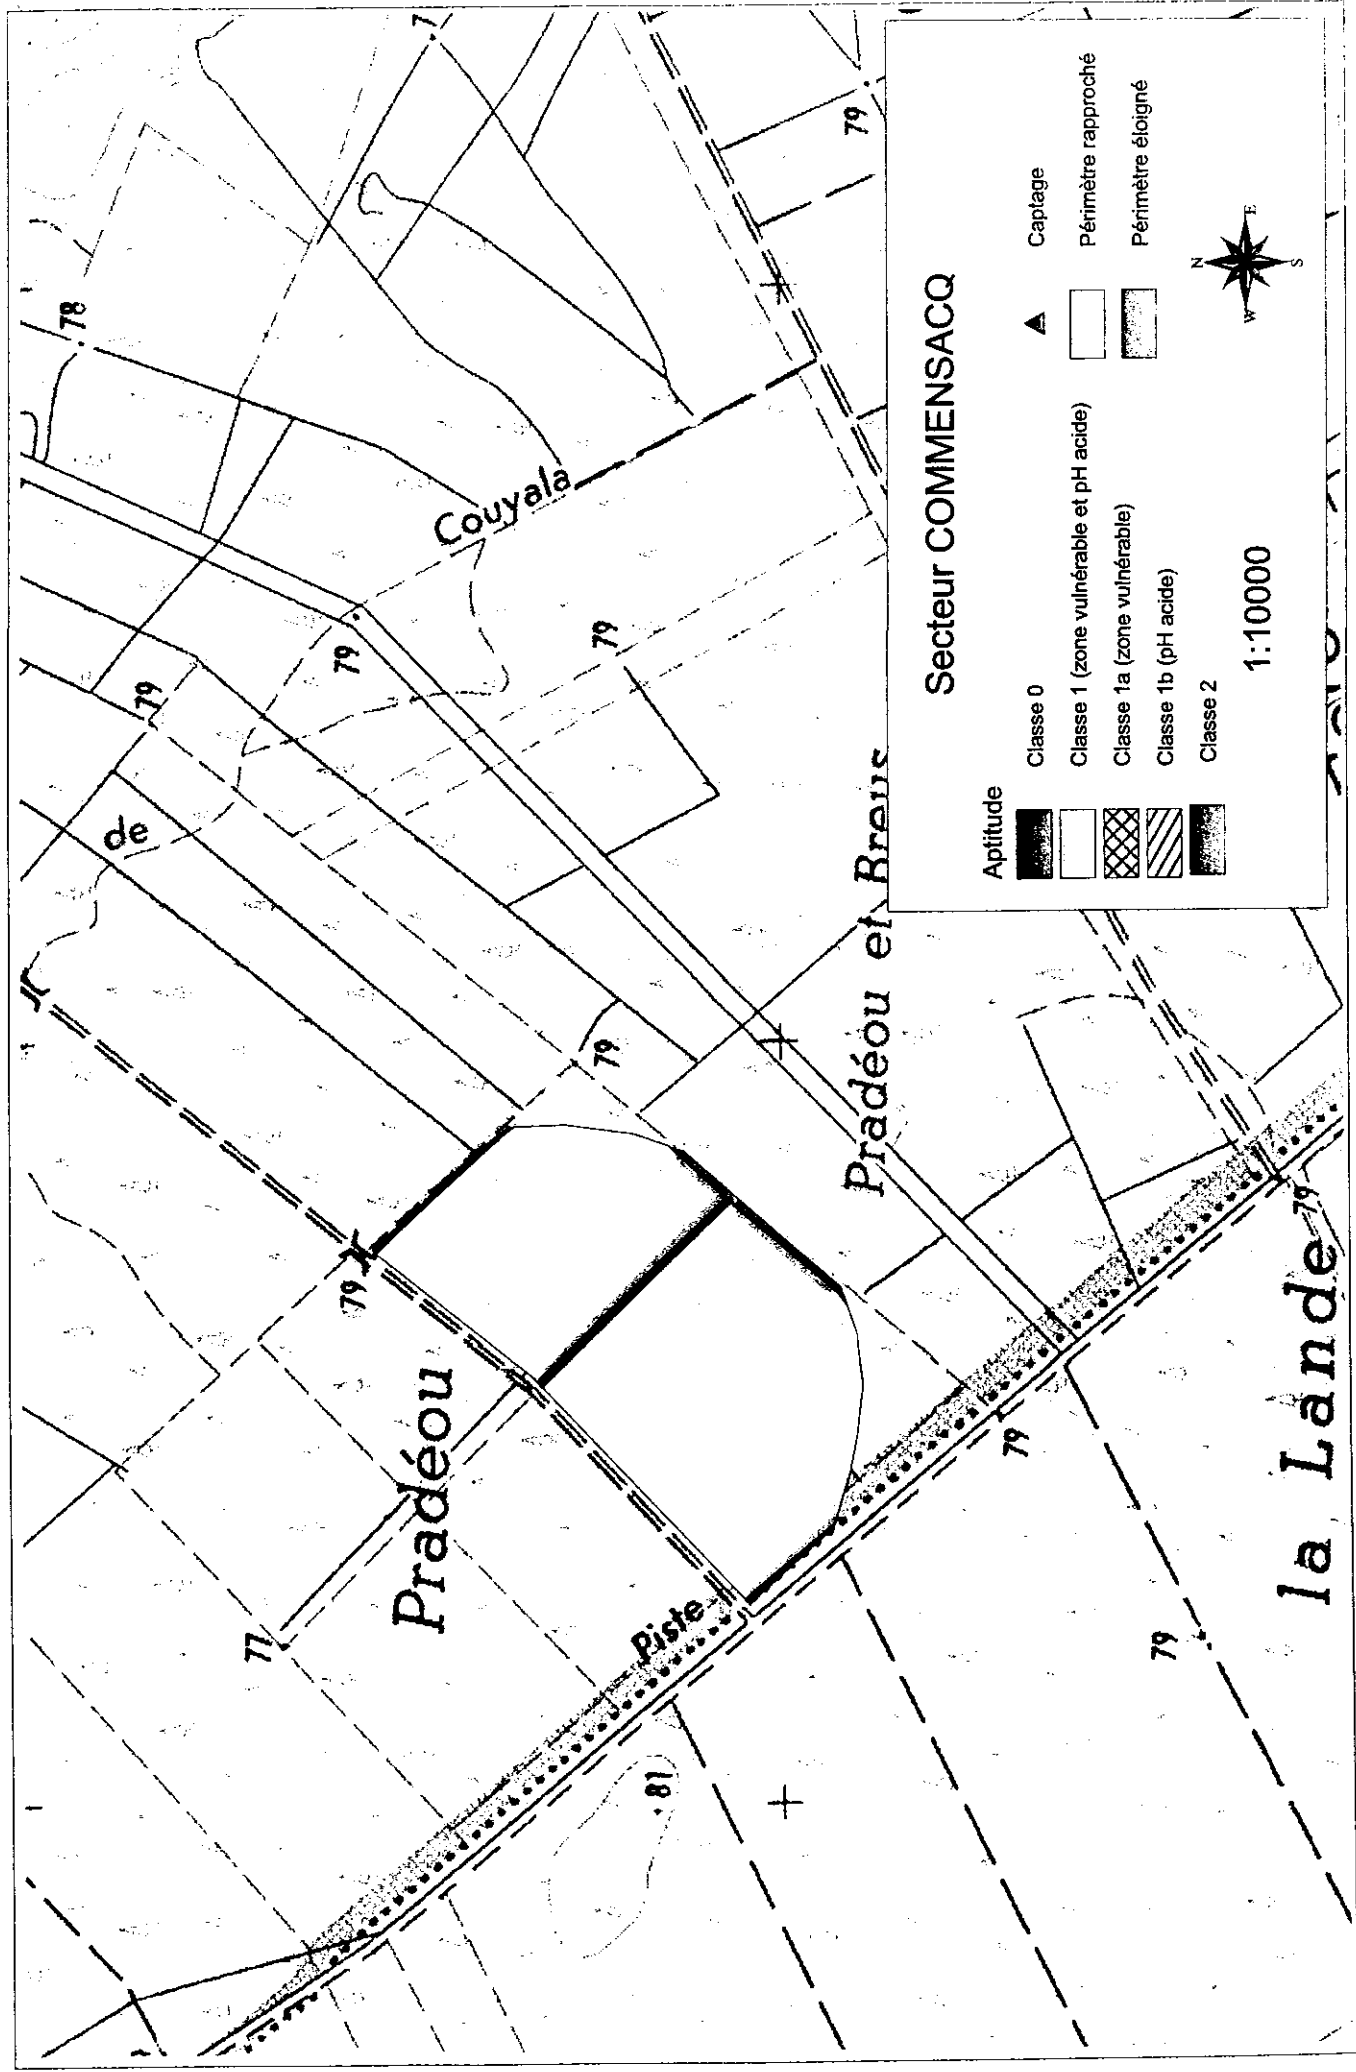 78
7
79
79
de
79
Couyala
79
79
79
Pradéou
77
Pradéou et Breus
Piste
81
79
79
79
la Lande
Secteur COMMENSACQ
Aptitude
Classe 0
Classe 1 (zone vulnérable et pH acide)
Classe 1a (zone vulnérable)
Classe 1b (pH acide)
Classe 2
Captage
Périmètre rapproché
Périmètre éloigné
1:10000
N
W
E
S